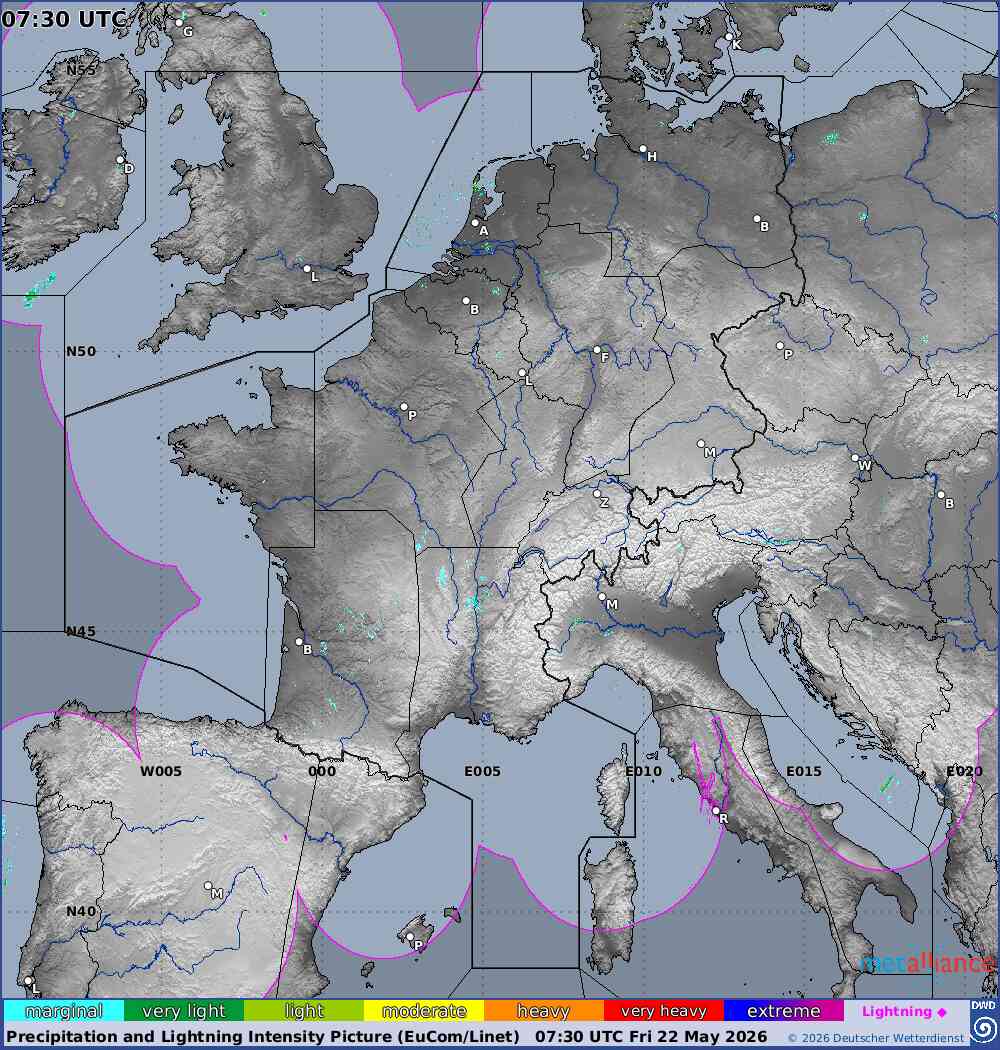 07:30 UTC
G
K
N55
D
H
A
B
L
B
N50
F
P
L
P
M
W
B
Z
M
N45
B
W005
000
E005
E010
E015
E020
R
M
N40
P
L
metalliance
marginal
very light
light
moderate
heavy
very heavy
extreme
Lightning ◆
DWD
Precipitation and Lightning Intensity Picture (EuCom/Linet) 07:30 UTC Fri 22 May 2026 © 2026 Deutscher Wetterdienst